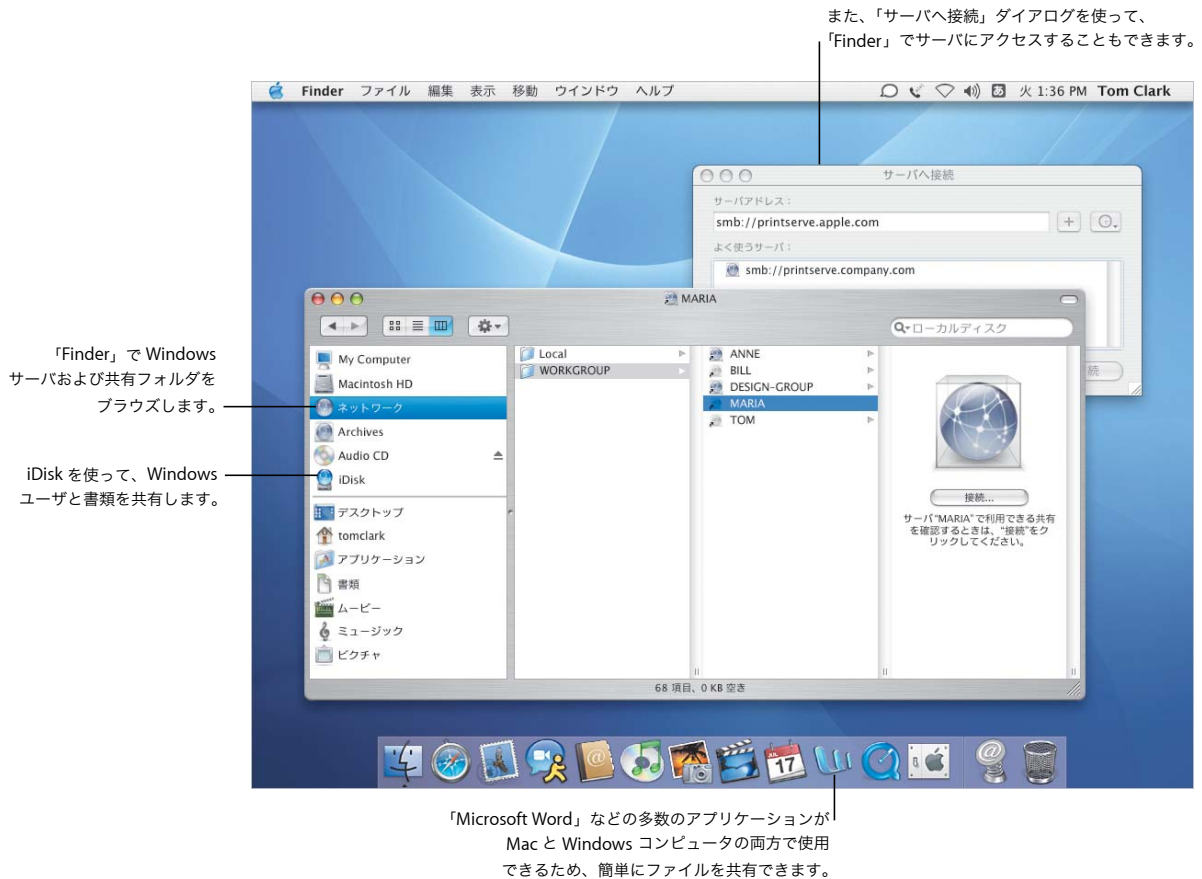 また、「サーバへ接続」ダイアログを使って、
「Finder」でサーバにアクセスすることもできます。
Finder ファイル 編集 表示 移動 ウインドウ ヘルプ
あ 火 1:36 PM Tom Clark
サーバへ接続
サーバアドレス：
smb://printserve.apple.com
よく使うサーバ：
smb://printserve.company.com
続
MARIA
ローカルディスク
「Finder」で Windows
サーバおよび共有フォルダを
ブラウズします。
iDisk を使って、Windows
ユーザと書類を共有します。
My Computer
Macintosh HD
ネットワーク
Archives
Audio CD
iDisk
デスクトップ
tomclark
アプリケーション
書類
ムービー
ミュージック
ピクチャ
Local
WORKGROUP
ANNE
BILL
DESIGN-GROUP
MARIA
TOM
接続...
サーバ“MARIA”で利用できる共有
を確認するときは、“接続”をク
リックしてください。
68 項目、0 KB 空き
@
JUL
17
@
「Microsoft Word」などの多数のアプリケーションが
Mac と Windows コンピュータの両方で使用
できるため、簡単にファイルを共有できます。